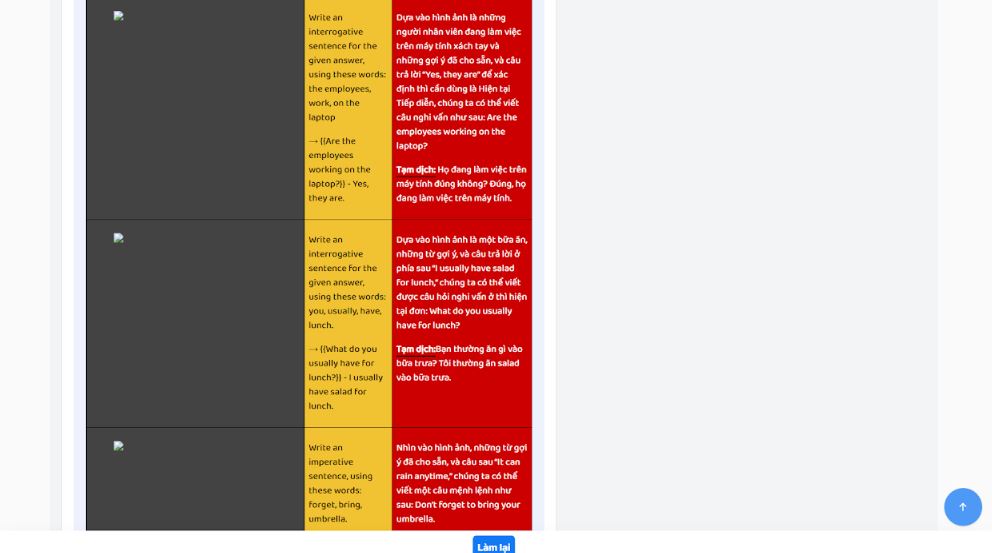 Write an
interrogative
sentence for the
given answer,
using these words:
the employees,
work, on the
laptop
→ {{Are the
employees
working on the
laptop?}} - Yes,
they are.
Dựa vào hình ảnh là những
người nhân viên đang làm việc
trên máy tính xách tay và
những gợi ý đã cho sẵn, và câu
trả lời "Yes, they are" để xác
định thì cần dùng là Hiện tại
Tiếp diễn, chúng ta có thể viết
câu nghi vấn như sau: Are the
employees working on the
laptop?
Tạm dịch: Họ đang làm việc trên
máy tính đúng không? Đúng, họ
đang làm việc trên máy tính.
Write an
interrogative
sentence for the
given answer,
using these words:
you, usually, have,
lunch.
→ {{What do you
usually have for
lunch?}} - I usually
have salad for
lunch.
Dựa vào hình ảnh là một bữa ăn,
những từ gợi ý, và câu trả lời ở
phía sau "I usually have salad
for lunch," chúng ta có thể viết
được câu hỏi nghi vấn ở thì hiện
tại đơn: What do you usually
have for lunch?
Tạm dịch:Bạn thường ăn gì vào
bữa trưa? Tôi thường ăn salad
vào bữa trưa.
Write an
imperative
sentence, using
these words:
forget, bring,
umbrella.
Nhìn vào hình ảnh, những từ gợi
ý đã cho sẵn, và câu sau "It can
rain anytime," chúng ta có thể
viết một câu mệnh lệnh như
sau: Don't forget to bring your
umbrella.
Làm lại